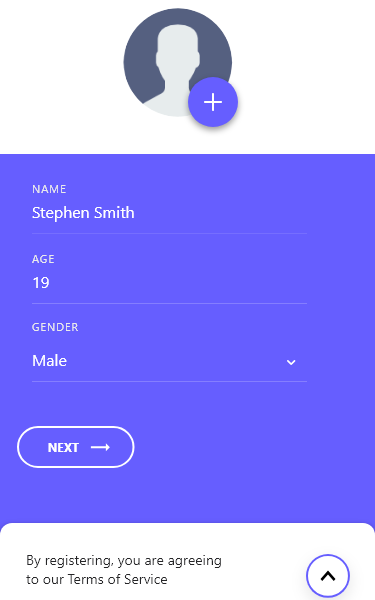 NAME
Stephen Smith
AGE
19
GENDER
Male
NEXT
By registering, you are agreeing
to our Terms of Service